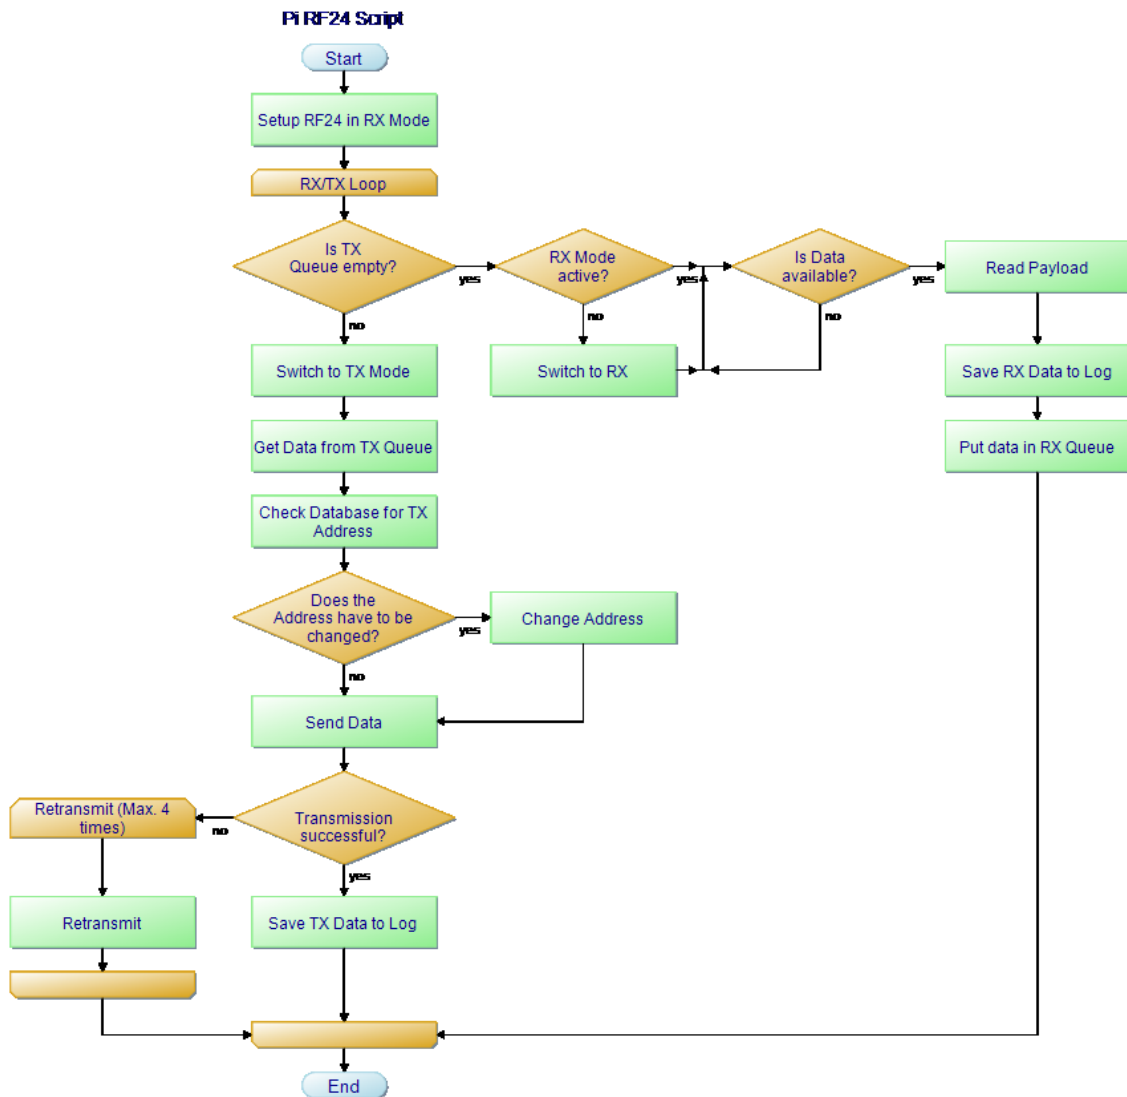 Pi RF24 Script
Start
Setup RF24 in RX Mode
RX/TX Loop
Is TX
Queue empty?
yes
RX Mode
active?
yes
Is Data
available?
yes
Read Payload
no
no
no
Switch to TX Mode
Switch to RX
Save RX Data to Log
Get Data from TX Queue
Put data in RX Queue
Check Database for TX
Address
Does the
Address have to be
changed?
yes
Change Address
no
Send Data
Retransmit (Max. 4
times)
no
Transmission
successful?
yes
Retransmit
Save TX Data to Log
End